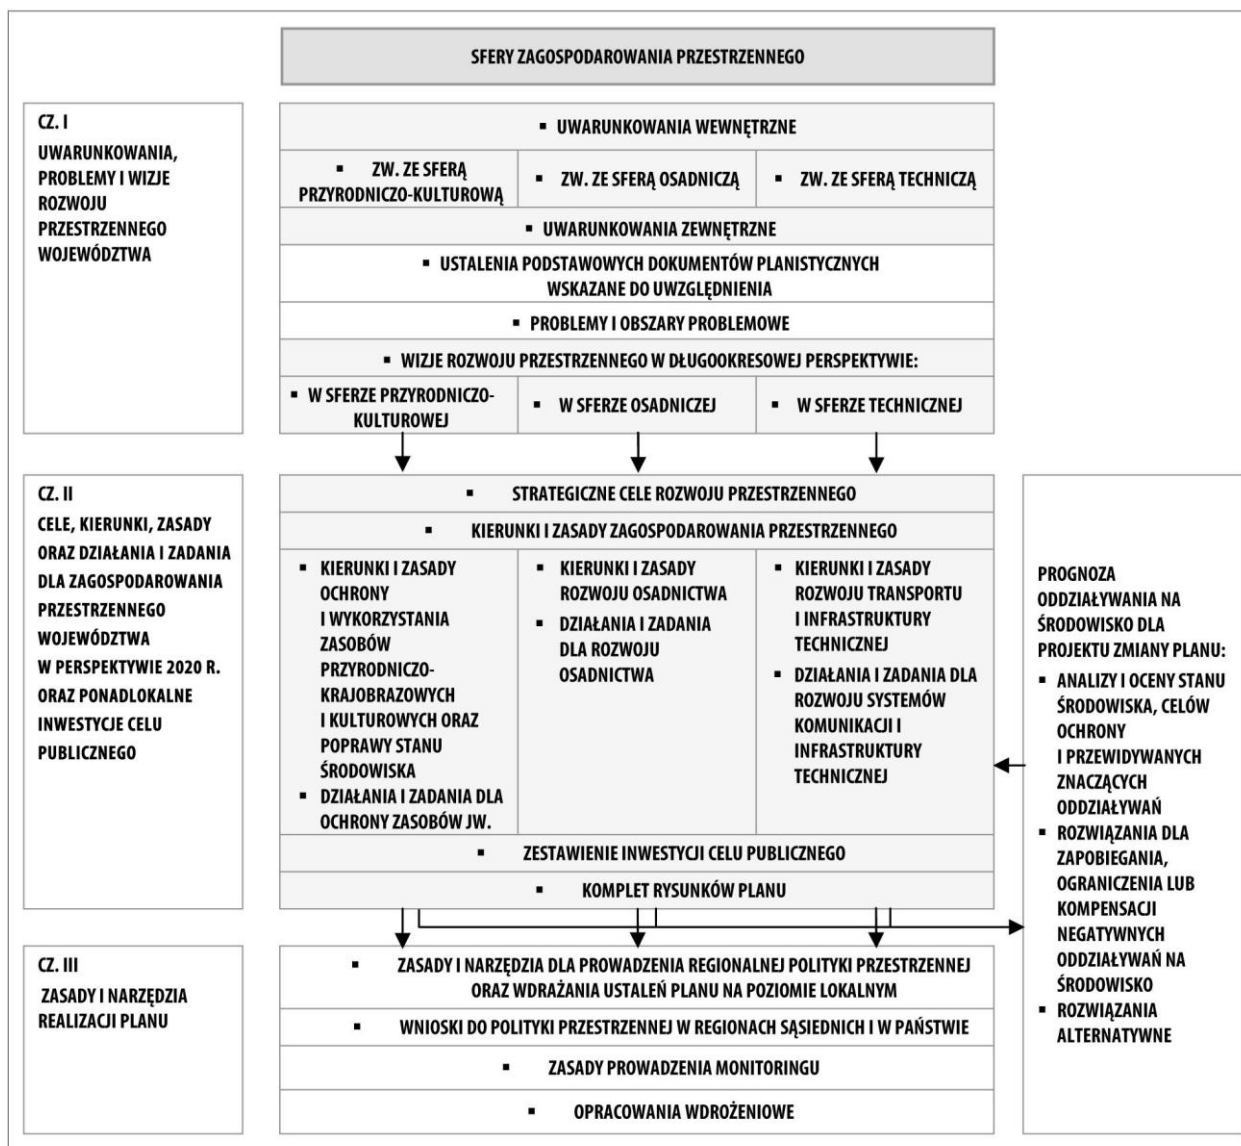 SFERY ZAGOSPODAROWANIA PRZESTRZENNEGO
CZ. I
UWARUNKOWANIA,
PROBLEMY I WIZJE
ROZWOJU
PRZESTRZENNEGO
WOJEWÓDZTWA
▪ UWARUNKOWANIA WEWNĘTRZNE
▪ ZW. ZE SFERĄ
PRZYRODNICZO-KULTUROWĄ
▪ ZW. ZE SFERĄ OSADNICZĄ
▪ ZW. ZE SFERĄ TECHNICZĄ
▪ UWARUNKOWANIA ZEWNĘTRZNE
▪ USTALENIA PODSTAWOWYCH DOKUMENTÓW PLANISTYCZNYCH
WSKAZANE DO UWZGLĘDNIENIA
▪ PROBLEMY I OBSZARY PROBLEMOWE
▪ WIZJE ROZWOJU PRZESTRZENNEGO W DŁUGOOKRESOWEJ PERSPEKTYWIE:
▪ W SFERZE PRZYRODNICZO-
KULTUROWEJ
▪ W SFERZE OSADNICZEJ
▪ W SFERZE TECHNICZNEJ
CZ. II
CELE, KIERUNKI, ZASADY
ORAZ DZIAŁANIA I ZADANIA
DLA ZAGOSPODAROWANIA
PRZESTRZENNEGO
WOJEWÓDZTWA
W PERSPEKTYWIE 2020 R.
ORAZ PONADLOKALNE
INWESTYCJE CELU
PUBLICZNEGO
▪ STRATEGICZNE CELE ROZWOJU PRZESTRZENNEGO
▪ KIERUNKI I ZASADY ZAGOSPODAROWANIA PRZESTRZENNEGO
▪ KIERUNKI I ZASADY
OCHRONY
I WYKORZYSTANIA
ZASOBÓW
PRZYRODNICZO-
KRAJOBRAZOWYCH
I KULTUROWYCH ORAZ
POPRAWY STANU
ŚRODOWISKA
▪ DZIAŁANIA I ZADANIA DLA
OCHRONY ZASOBÓW JW.
▪ KIERUNKI I ZASADY
ROZWOJU OSADNICTWA
▪ DZIAŁANIA I ZADANIA
DLA ROZWOJU
OSADNICTWA
▪ KIERUNKI I ZASADY
ROZWOJU TRANSPORTU
I INFRASTRUKTURY
TECHNICZNEJ
▪ DZIAŁANIA I ZADANIA DLA
ROZWOJU SYSTEMÓW
KOMUNIKACJI I
INFRASTRUKTURY
TECHNICZNEJ
▪ ZESTAWIENIE INWESTYCJI CELU PUBLICZNEGO
▪ KOMPLET RYSUNKÓW PLANU
PROGNOZA
ODDZIAŁYWANIA NA
ŚRODOWISKO DLA
PROJEKTU ZMIANY PLANU:
▪ ANALIZY I OCENY STANU
ŚRODOWISKA, CELÓW
OCHRONY
I PRZEWIDYWANYCH
ZNACZĄCYCH
ODDZIAŁYWAŃ
▪ ROZWIĄZANIA DLA
ZAPOBIEGANIA,
OGRANICZENIA LUB
KOMPENSACJI
NEGATYWNYCH
ODDZIAŁYWAŃ NA
ŚRODOWISKO
▪ ROZWIĄZANIA
ALTERNATYWNE
CZ. III
ZASADY I NARZĘDZIA
REALIZACJI PLANU
▪ ZASADY I NARZĘDZIA DLA PROWADZENIA REGIONALNEJ POLITYKI PRZESTRZENNEJ
ORAZ WDRAŻANIA USTALEŃ PLANU NA POZIOMIE LOKALNYM
▪ WNIOSKI DO POLITYKI PRZESTRZENNEJ W REGIONACH SĄSIEDNICH I W PAŃSTWIE
▪ ZASADY PROWADZENIA MONITORINGU
▪ OPRACOWANIA WDROŻENIOWE